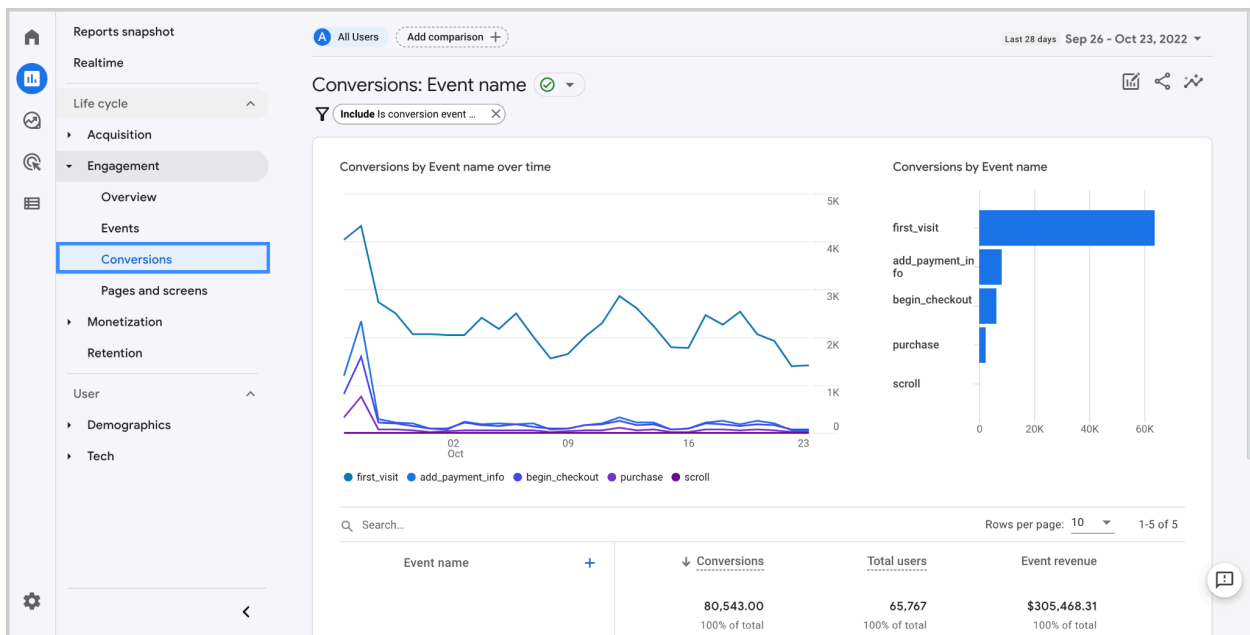 Reports snapshot
Realtime
Life cycle
Acquisition
Engagement
Overview
Events
Conversions
Pages and screens
Monetization
Retention
User
Demographics
Tech
A All Users Add comparison +
Last 28 days Sep 26 - Oct 23, 2022
Conversions: Event name
Include Is conversion event ...
Conversions by Event name over time
5K
4K
3K
2K
1K
0
02 09 16 23
Oct
first_visit add_payment_info begin_checkout purchase scroll
Conversions by Event name
first_visit
add_payment_in
fo
begin_checkout
purchase
scroll
0 20K 40K 60K
Search... Rows per page: 10 1-5 of 5
Event name + Conversions Total users Event revenue
80,543.00 65,767 $305,468.31
100% of total 100% of total 100% of total